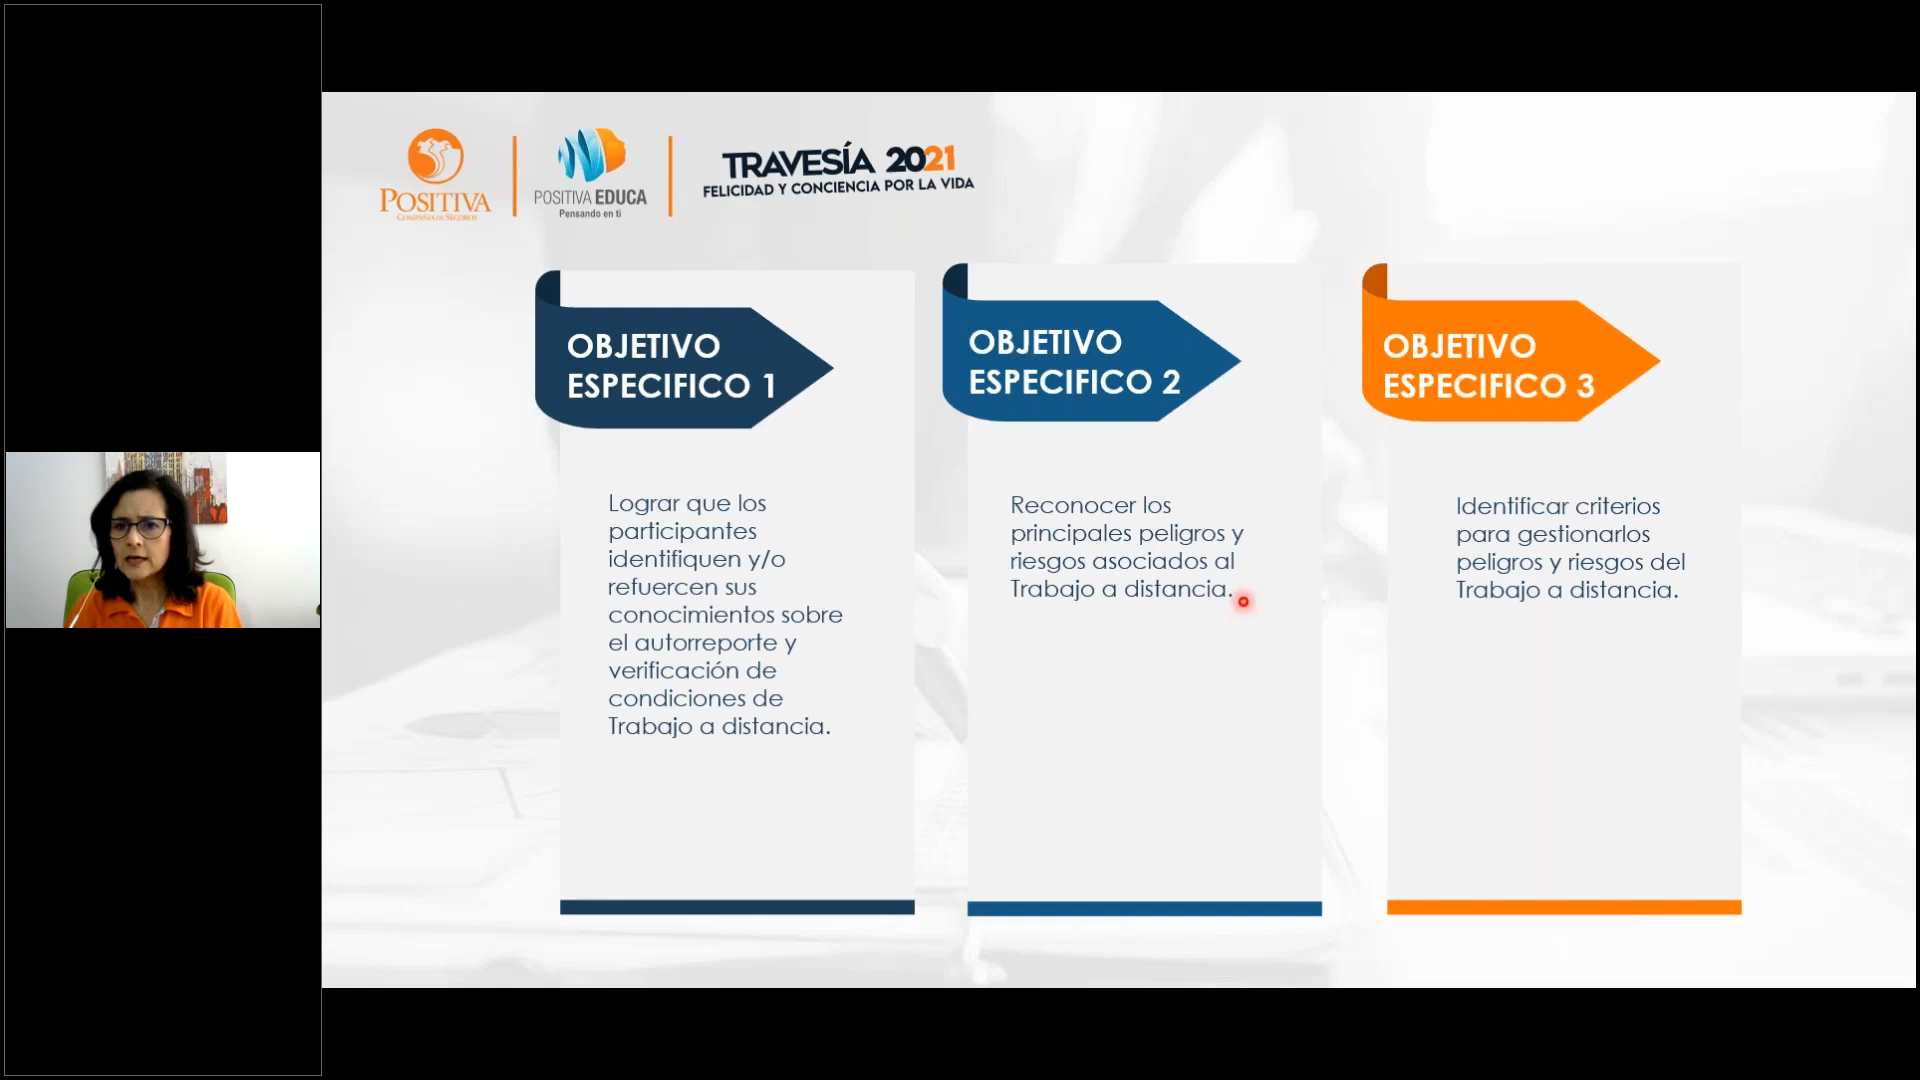 POSITIVA
COMPAÑIA DE SEGUROS
POSITIVA EDUCA
Pensando en ti
TRAVESÍA 2021
FELICIDAD Y CONCIENCIA POR LA VIDA
OBJETIVO
ESPECIFICO 1
Lograr que los
participantes
identifiquen y/o
refuercen sus
conocimientos sobre
el autorreporte y
verificación de
condiciones de
Trabajo a distancia.
OBJETIVO
ESPECIFICO 2
Reconocer los
principales peligros y
riesgos asociados al
Trabajo a distancia.
OBJETIVO
ESPECIFICO 3
Identificar criterios
para gestionarlos
peligros y riesgos del
Trabajo a distancia.